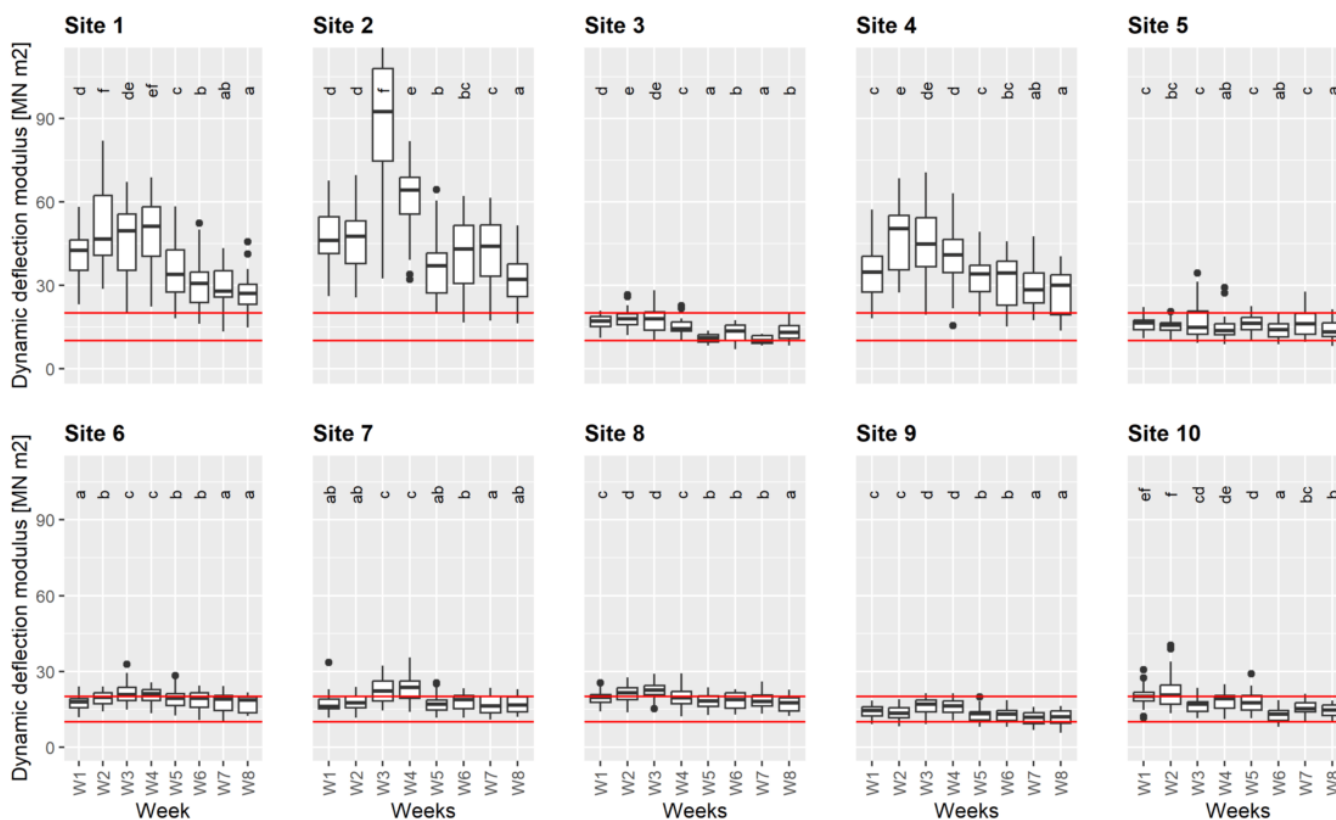 Site 1 Site 2 Site 3 Site 4 Site 5
Dynamic deflection modulus [MN m2]
90
60
30
0
d f de ef c b ab a
d d f e b bc c a
d e de c a b a b
c e de d c bc ab a
c bc c ab c ab c a
Site 6 Site 7 Site 8 Site 9 Site 10
Dynamic deflection modulus [MN m2]
90
60
30
0
a b c c b b a a
ab ab c c ab b a ab
c d d c b b b a
c c d d b b a a
ef f cd de d a bc b
W1 W2 W3 W4 W5 W6 W7 W8
W1 W2 W3 W4 W5 W6 W7 W8
W1 W2 W3 W4 W5 W6 W7 W8
W1 W2 W3 W4 W5 W6 W7 W8
W1 W2 W3 W4 W5 W6 W7 W8
Week Weeks Weeks Weeks Weeks